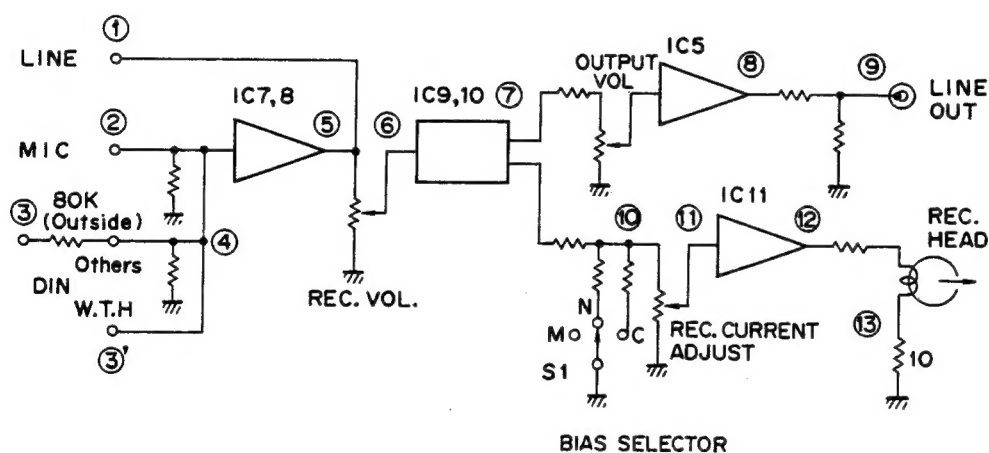 ①
LINE
IC7,8
②
MIC
⑤
③
80K
(Outside)
④
Others
DIN
W.T.H
③'
REC. VOL.
⑥
IC9,10
⑦
OUTPUT
VOL
IC5
⑧
⑨
LINE
OUT
⑩
⑪
IC11
⑫
REC.
HEAD
N
M
C
S1
REC. CURRENT
ADJUST
⑬
10
BIAS SELECTOR